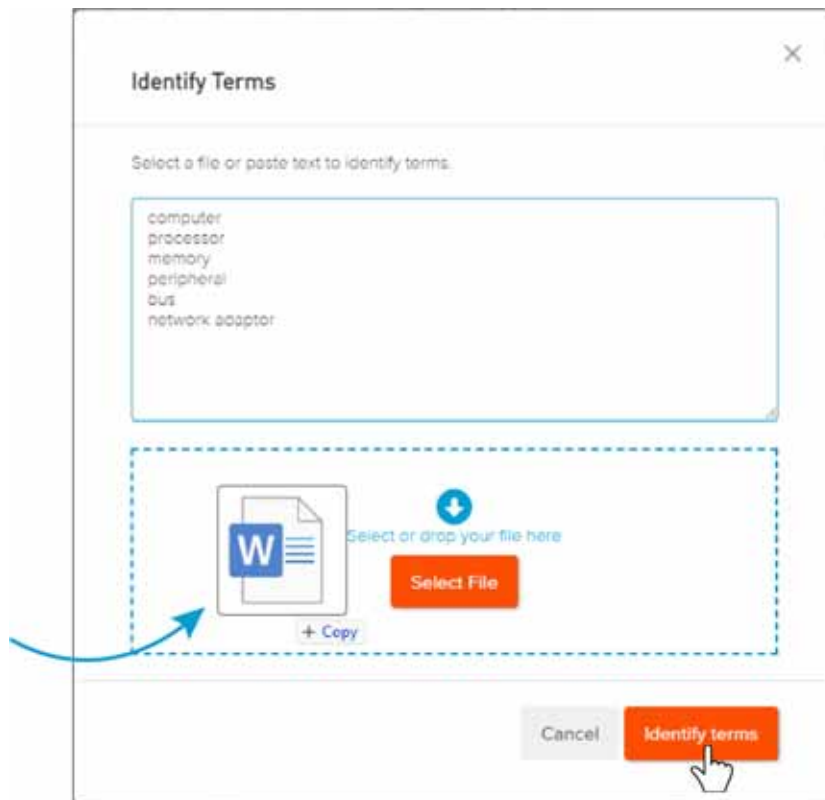 Identify Terms
Select a file or paste text to identify terms.
computer
processor
memory
peripheral
bus
network adaptor
W
Select or drop your file here
Select File
+ Copy
Cancel
Identify terms